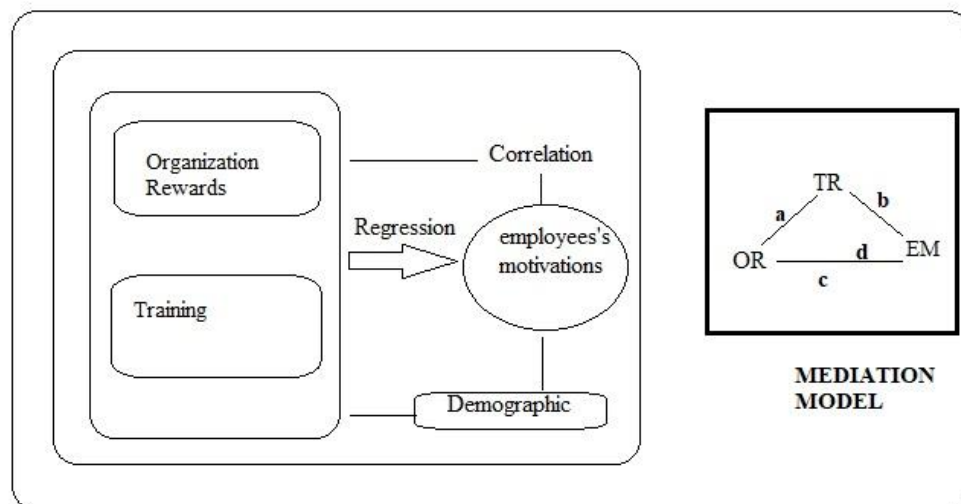 Organization
Rewards
Training
Correlation
Regression
employees's
motivations
Demographic
TR
a
b
OR
d
EM
c
MEDIATION
MODEL